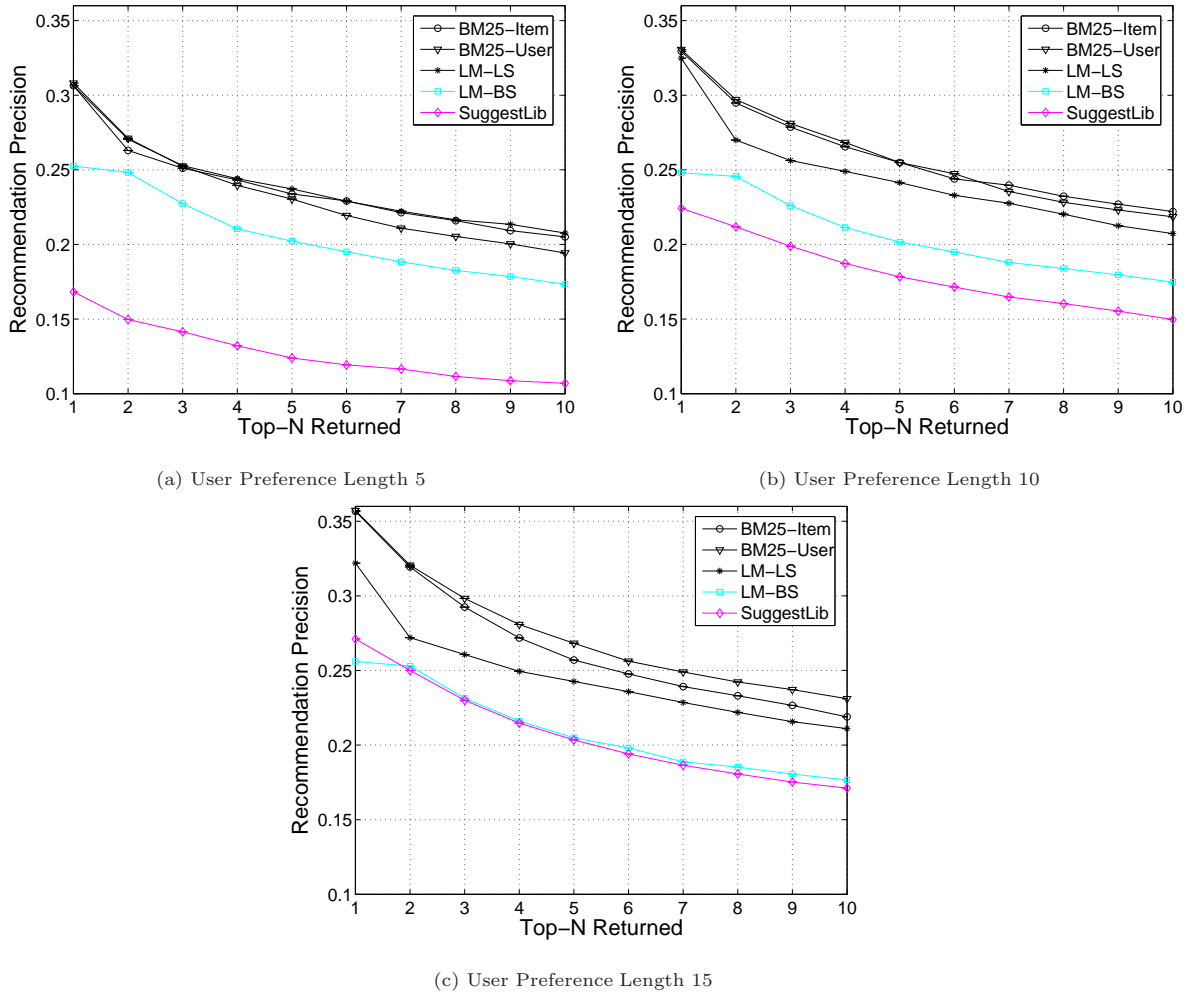 0.35
0.3
0.25
0.2
0.15
0.1
Recommendation Precision
1 2 3 4 5 6 7 8 9 10
Top−N Returned
BM25−Item
BM25−User
LM−LS
LM−BS
SuggestLib
(a) User Preference Length 5
0.35
0.3
0.25
0.2
0.15
0.1
Recommendation Precision
1 2 3 4 5 6 7 8 9 10
Top−N Returned
BM25−Item
BM25−User
LM−LS
LM−BS
SuggestLib
(b) User Preference Length 10
0.35
0.3
0.25
0.2
0.15
0.1
Recommendation Precision
1 2 3 4 5 6 7 8 9 10
Top−N Returned
BM25−Item
BM25−User
LM−LS
LM−BS
SuggestLib
(c) User Preference Length 15